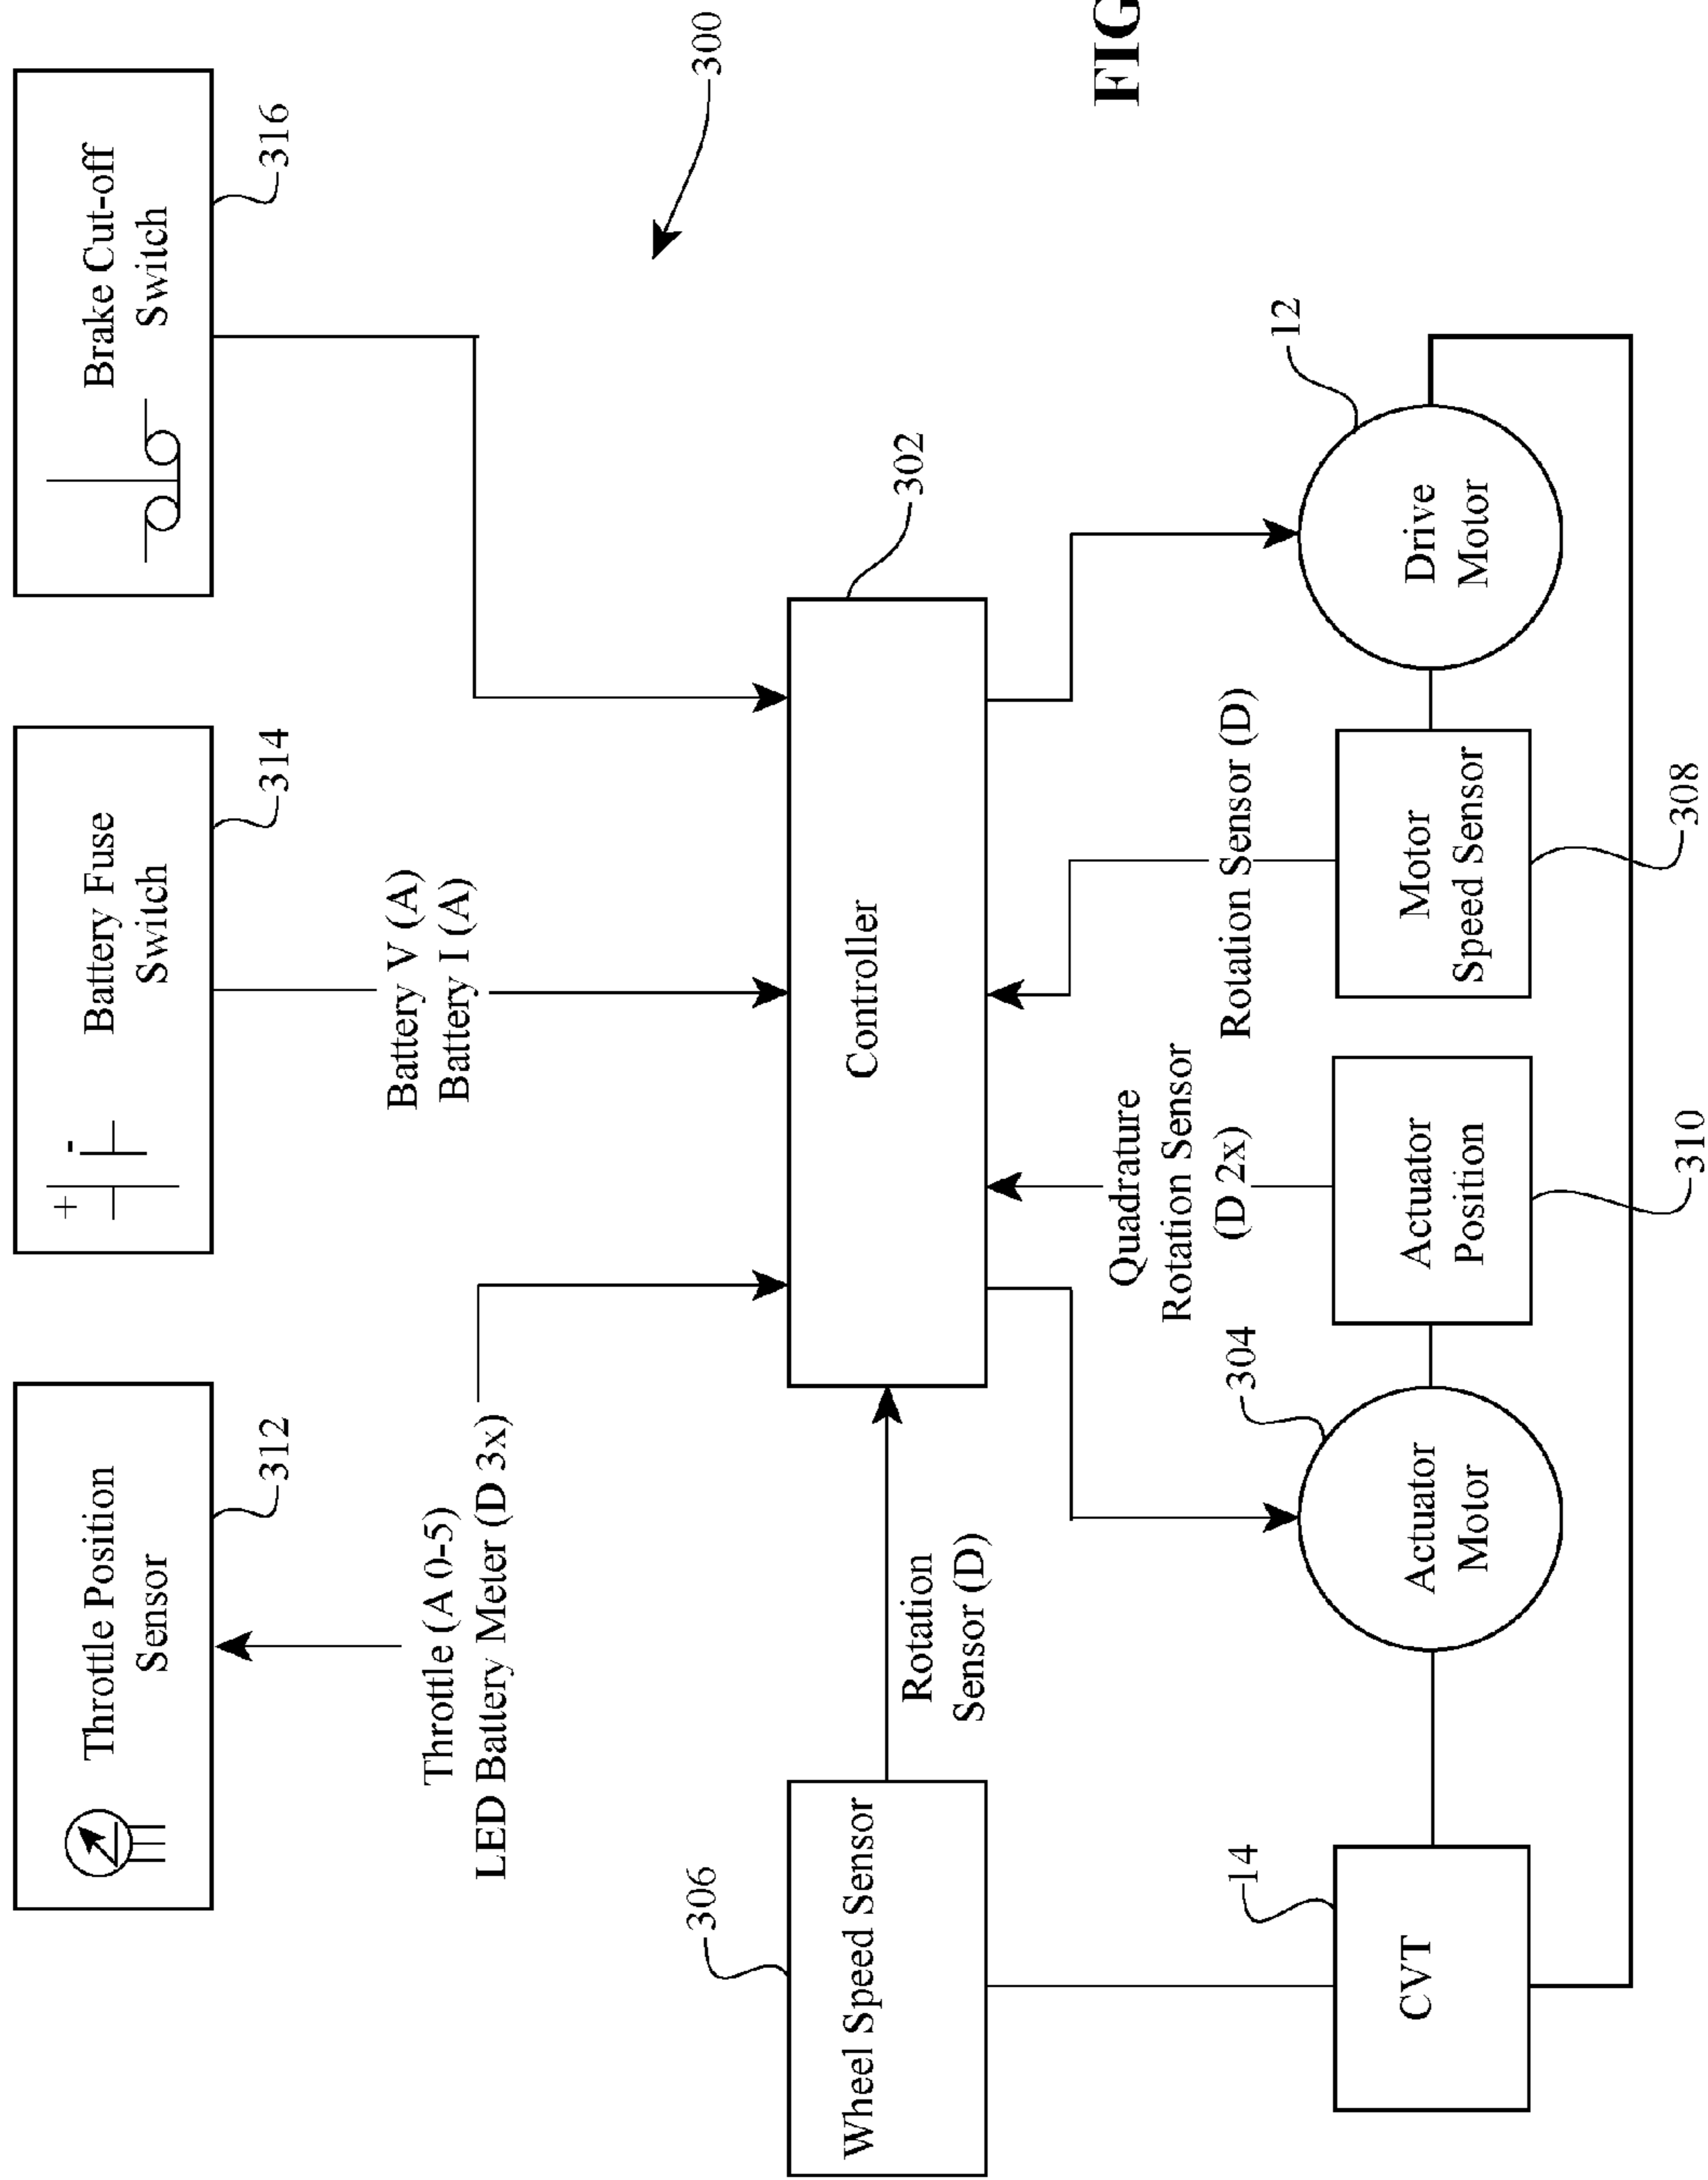 Throttle Position
Sensor
312
+
-
Battery Fuse
Switch
314
Brake Cut-off
Switch
316
Throttle (A 0-5)
LED Battery Meter (D 3x)
Battery V (A)
Battery I (A)
300
306
Wheel Speed Sensor
Rotation
Sensor (D)
Controller
302
FIG
Quadrature
Rotation Sensor
(D 2x)
Rotation Sensor (D)
14
CVT
304
Actuator
Motor
Actuator
Position
310
Motor
Speed Sensor
308
12
Drive
Motor